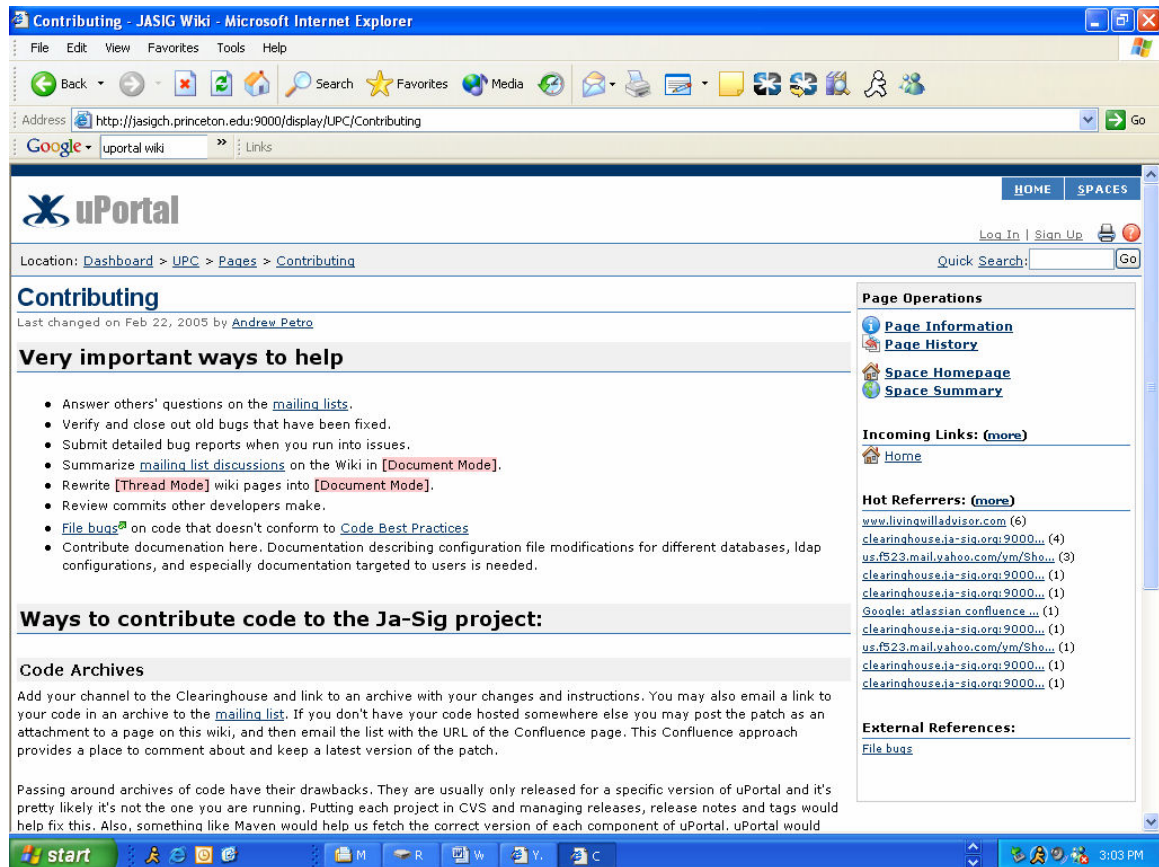 Contributing - JASIG Wiki - Microsoft Internet Explorer
File Edit View Favorites Tools Help
Back Search Favorites Media
Address http://jasigch.princeton.edu:9000/display/UPC/Contributing Go
Google uportal wiki » Links
HOME SPACES
uPortal
Log In | Sign Up
Location: Dashboard > UPC > Pages > Contributing Quick Search: Go
Contributing
Last changed on Feb 22, 2005 by Andrew Petro
Very important ways to help
• Answer others' questions on the mailing lists.
• Verify and close out old bugs that have been fixed.
• Submit detailed bug reports when you run into issues.
• Summarize mailing list discussions on the Wiki in [Document Mode].
• Rewrite [Thread Mode] wiki pages into [Document Mode].
• Review commits other developers make.
• File bugs on code that doesn't conform to Code Best Practices
• Contribute documenation here. Documentation describing configuration file modifications for different databases, ldap
configurations, and especially documentation targeted to users is needed.
Ways to contribute code to the Ja-Sig project:
Code Archives
Add your channel to the Clearinghouse and link to an archive with your changes and instructions. You may also email a link to
your code in an archive to the mailing list. If you don't have your code hosted somewhere else you may post the patch as an
attachment to a page on this wiki, and then email the list with the URL of the Confluence page. This Confluence approach
provides a place to comment about and keep a latest version of the patch.
Passing around archives of code have their drawbacks. They are usually only released for a specific version of uPortal and it's
pretty likely it's not the one you are running. Putting each project in CVS and managing releases, release notes and tags would
help fix this. Also, something like Maven would help us fetch the correct version of each component of uPortal. uPortal would
Page Operations
Page Information
Page History
Space Homepage
Space Summary
Incoming Links: (more)
Home
Hot Referrers: (more)
www.livingwilladvisor.com (6)
clearinghouse.ja-sig.org:9000... (4)
us.f523.mail.yahoo.com/ym/Sho... (3)
clearinghouse.ja-sig.org:9000... (1)
clearinghouse.ja-sig.org:9000... (1)
Google: atlassian confluence ... (1)
clearinghouse.ja-sig.org:9000... (1)
us.f523.mail.yahoo.com/ym/Sho... (1)
clearinghouse.ja-sig.org:9000... (1)
clearinghouse.ja-sig.org:9000... (1)
External References:
File bugs
start M R W Y. C 3:03 PM